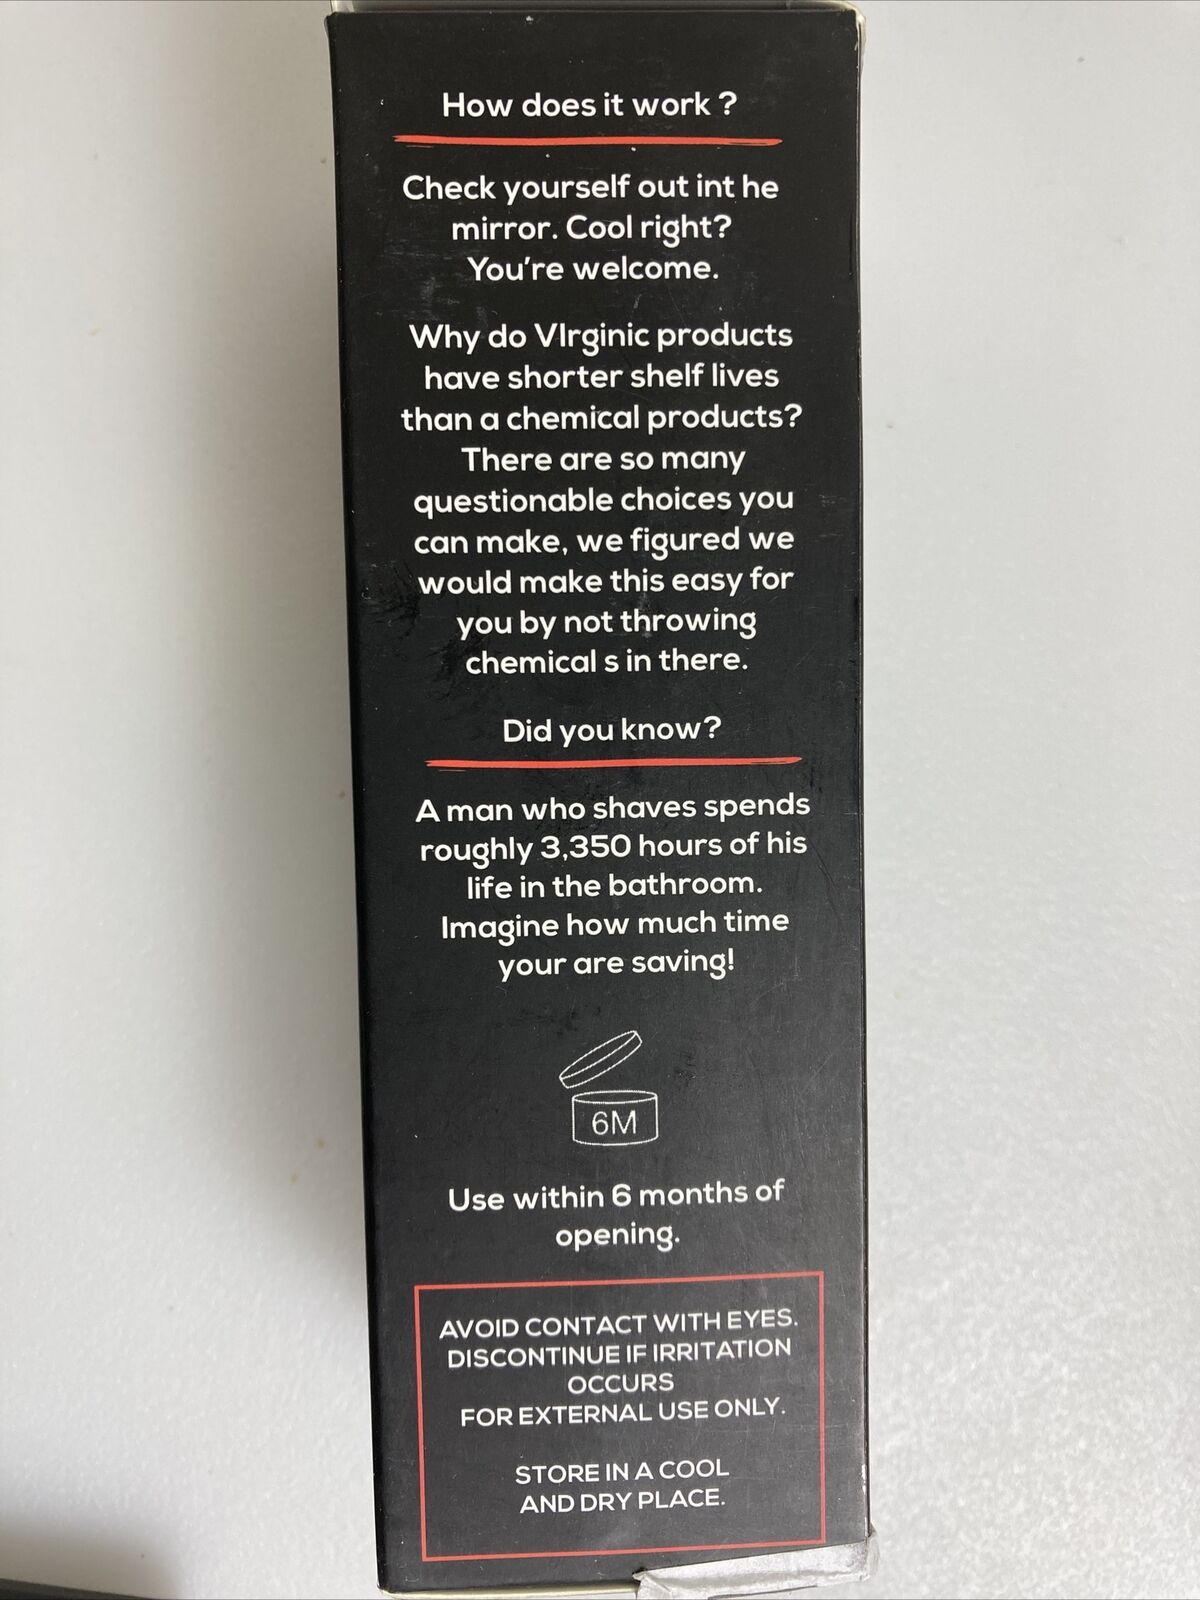 How does it work ?
Check yourself out int he
mirror. Cool right?
You're welcome.
Why do VIrginic products
have shorter shelf lives
than a chemical products?
There are so many
questionable choices you
can make, we figured we
would make this easy for
you by not throwing
chemical s in there.
Did you know?
A man who shaves spends
roughly 3,350 hours of his
life in the bathroom.
Imagine how much time
your are saving!
6M
Use within 6 months of
opening.
AVOID CONTACT WITH EYES.
DISCONTINUE IF IRRITATION
OCCURS
FOR EXTERNAL USE ONLY.
STORE IN A COOL
AND DRY PLACE.